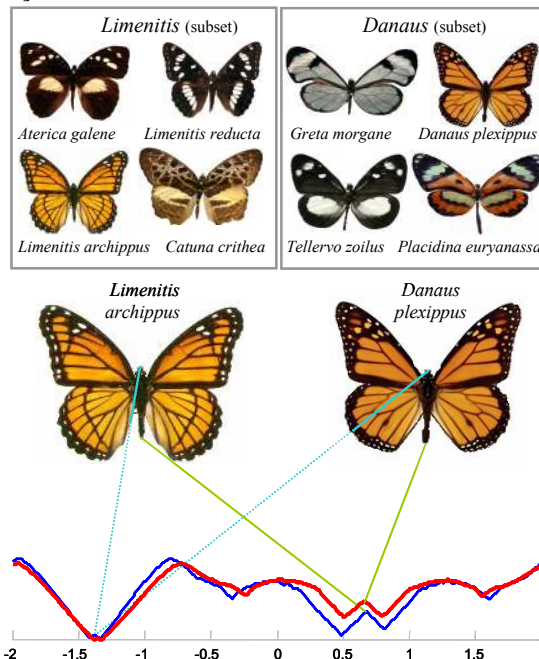 Limenitis (subset)
Danaus (subset)
Aterica galene
Limenitis reducta
Greta morgane
Danaus plexippus
Limenitis archippus
Catuna crithea
Tellervo zoilus
Placidina euryanassa
Limenitis
archippus
Danaus
plexippus
-2 -1.5 -1 -0.5 0 0.5 1 1.5